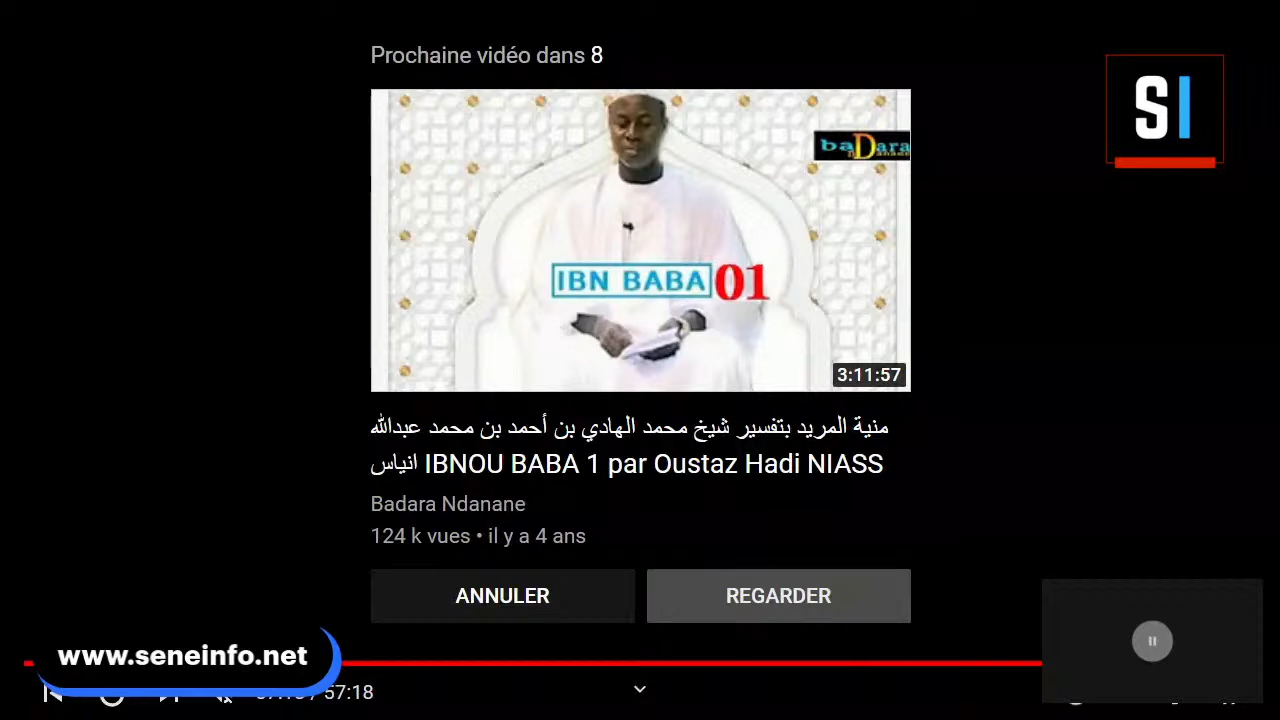 Prochaine vidéo dans 8
SI
baDara
IBN BABA 01
3:11:57
منية المريد بتفسير شيخ محمد الهادي بن أحمد بن محمد عبدالله
انياس IBNOU BABA 1 par Oustaz Hadi NIASS
Badara Ndanane
124 k vues • il y a 4 ans
ANNULER
REGARDER
www.seneinfo.net
57:18